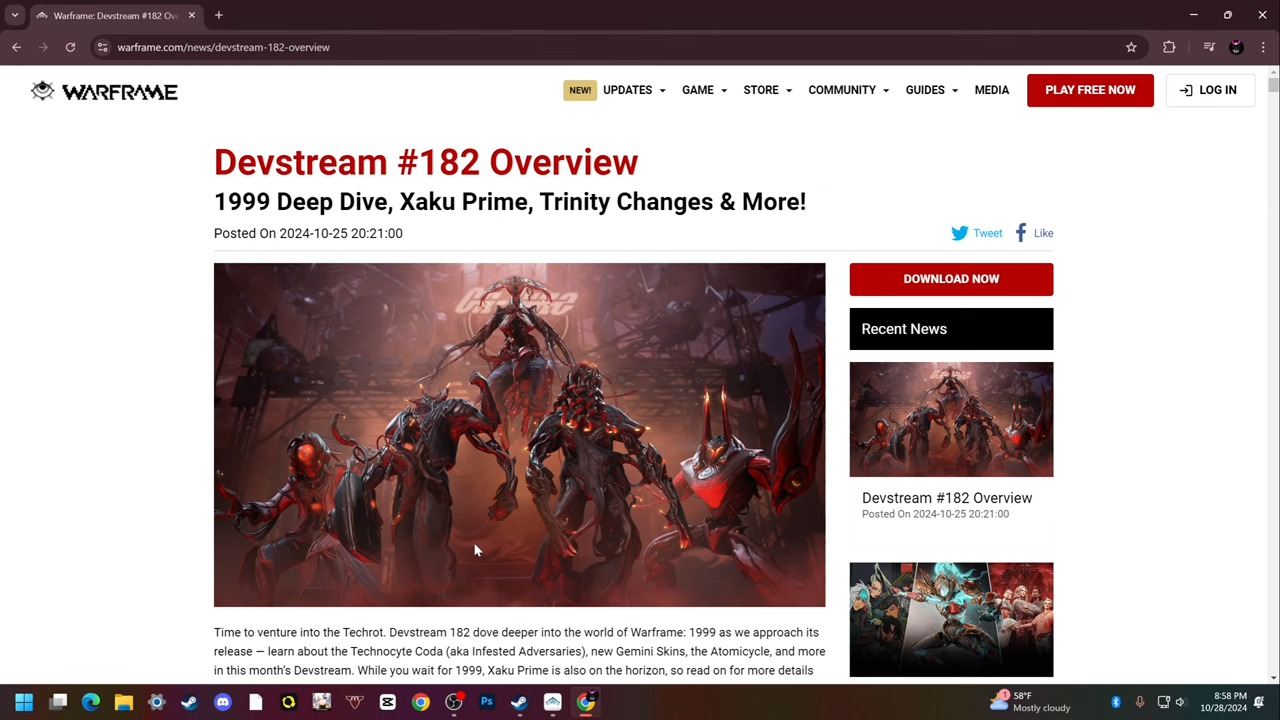 Warframe: Devstream #182 Ov
warframe.com/news/devstream-182-overview
WARFRAME
NEW!
UPDATES
GAME
STORE
COMMUNITY
GUIDES
MEDIA
PLAY FREE NOW
LOG IN
Devstream #182 Overview
1999 Deep Dive, Xaku Prime, Trinity Changes & More!
Posted On 2024-10-25 20:21:00
Tweet
Like
DOWNLOAD NOW
Recent News
Devstream #182 Overview
Posted On 2024-10-25 20:21:00
Time to venture into the Techrot. Devstream 182 dove deeper into the world of Warframe: 1999 as we approach its
release — learn about the Technocyte Coda (aka Infested Adversaries), new Gemini Skins, the Atomicycle, and more
in this month's Devstream. While you wait for 1999, Xaku Prime is also on the horizon, so read on for more details
1
58°F
Mostly cloudy
8:58 PM
10/28/2024
Ps